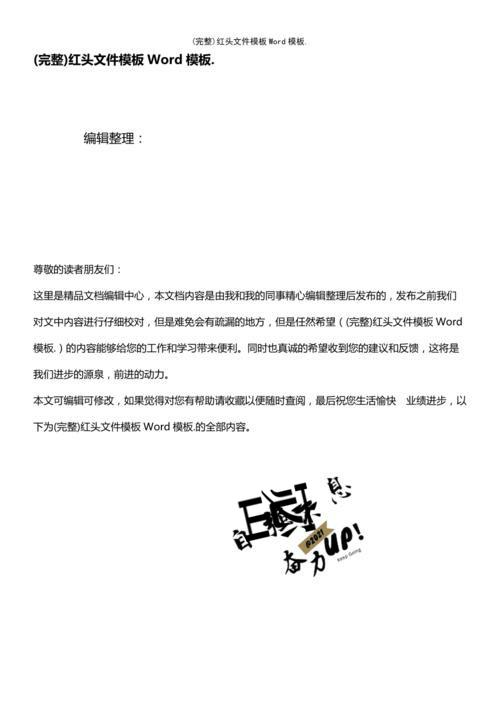 (完整)红头文件模板Word模板.
(完整)红头文件模板 Word 模板.
编辑整理：
尊敬的读者朋友们：
这里是精品文档编辑中心，本文档内容是由我和我的同事精心编辑整理后发布的，发布之前我们
对文中内容进行仔细校对，但是难免会有疏漏的地方，但是任然希望（(完整)红头文件模板 Word
模板.）的内容能够给您的工作和学习带来便利。同时也真诚的希望收到您的建议和反馈，这将是
我们进步的源泉，前进的动力。
本文可编辑可修改，如果觉得对您有帮助请收藏以便随时查阅，最后祝您生活愉快 业绩进步，以
下为(完整)红头文件模板 Word 模板.的全部内容。
自强不息
@2021
奋力UP!
Keep Going